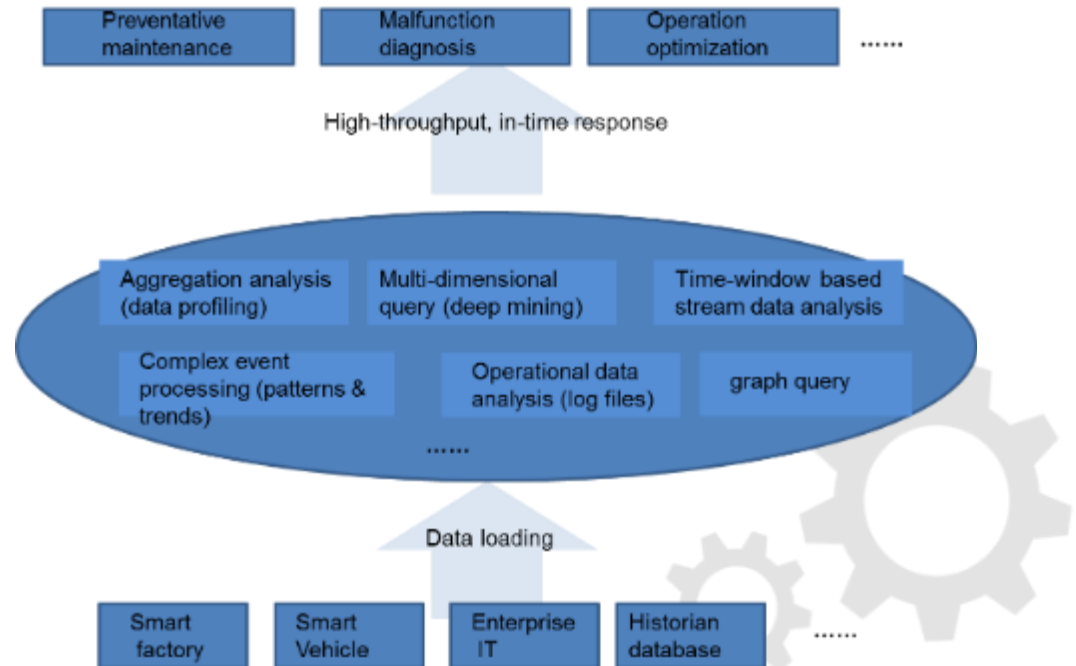 Preventative
maintenance
Malfunction
diagnosis
Operation
optimization
......
High-throughput, in-time response
Aggregation analysis
(data profiling)
Multi-dimensional
query (deep mining)
Time-window based
stream data analysis
Complex event
processing (patterns &
trends)
Operational data
analysis (log files)
graph query
......
Data loading
Smart
factory
Smart
Vehicle
Enterprise
IT
Historian
database
......